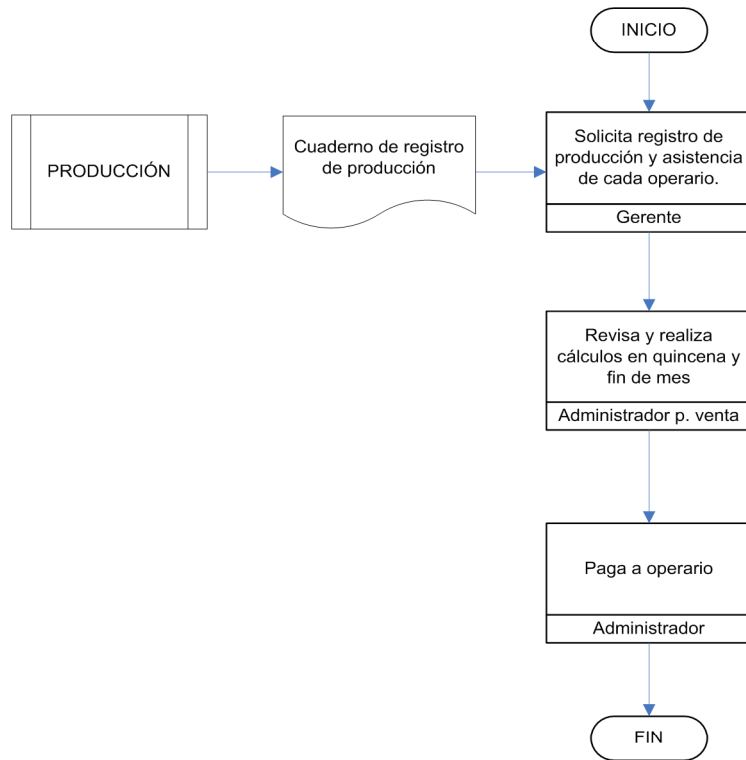 INICIO
PRODUCCIÓN
Cuaderno de registro
de producción
Solicita registro de
producción y asistencia
de cada operario.
Gerente
Revisa y realiza
cálculos en quincena y
fin de mes
Administrador p. venta
Paga a operario
Administrador
FIN